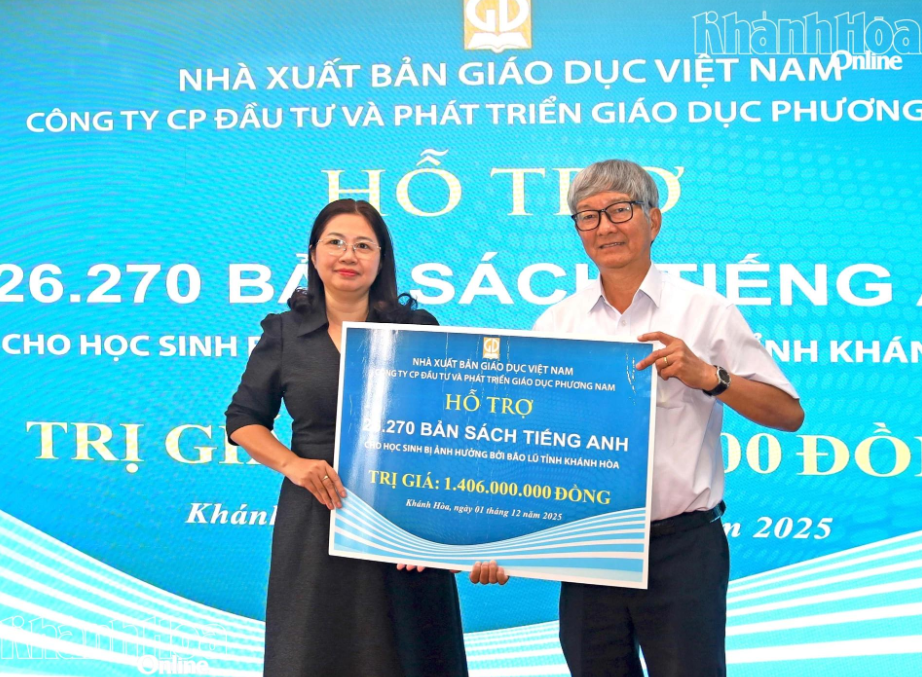 GD
Khánh Hòa
Online
NHÀ XUẤT BẢN GIÁO DỤC VIỆT NAM
CÔNG TY CP ĐẦU TƯ VÀ PHÁT TRIỂN GIÁO DỤC PHƯƠNG
HỖ TRỢ
26.270 BẢN SÁCH TIẾNG
CHO HỌC SINH
TRỊ GI
00 ĐỒN
Khánh
2025
NHÀ XUẤT BẢN GIÁO DỤC VIỆT NAM
CÔNG TY CP ĐẦU TƯ VÀ PHÁT TRIỂN GIÁO DỤC PHƯƠNG NAM
HỖ TRỢ
26.270 BẢN SÁCH TIẾNG ANH
CHO HỌC SINH BỊ ẢNH HƯỞNG BỞI BÃO LŨ TỈNH KHÁNH HÒA
TRỊ GIÁ: 1.406.000.000 ĐỒNG
Khánh Hòa, ngày 01 tháng 12 năm 2025
Khánh Hòa
Online